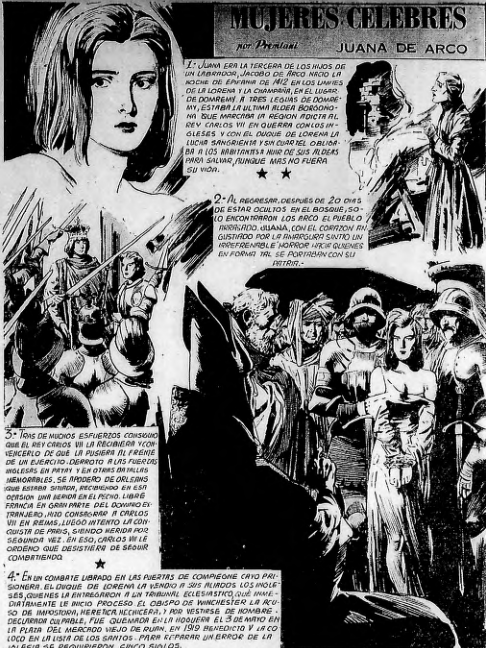 MUJERES CELEBRES
por Premiani JUANA DE ARCO
1.- JUANA ERA LA TERCERA DE LOS HIJOS DE
UN LABRADOR, JACOBO DE ARCO NACIO LA
NOCHE DE EPIFANIA DE 1412 EN LOS LIMITES
DE LA LORENA Y LA CHAMPAÑA, EN EL LUGAR
DE DOMREMY. A TRES LEGUAS DE DOMRE-
MY, ESTABA LA ULTIMA ALDEA BORGOÑO-
NA QUE MARCABA LA REGION ADICTA AL
REY CARLOS VII EN GUERRA CON LOS IN-
GLESES Y CON EL DUQUE DE LORENA LA
LUCHA SANGRIENTA Y SIN CUARTEL OBLIGA-
BA A LOS HABITANTES A HUIR DE SUS ALDEAS
PARA SALVAR, AUNQUE MAS NO FUERA
SU VIDA.
2.- AL REGRESAR, DESPUES DE 20 DIAS
DE ESTAR OCULTOS EN EL BOSQUE, SO-
LO ENCONTRARON LOS ARCO EL PUEBLO
ARRASADO. JUANA, CON EL CORAZON AN-
GUSTIADO POR LA AMARGURA SINTIO UN
IRREFRENABLE HORROR HACIA QUIENES
EN FORMA TAL SE PORTABAN CON SU
PATRIA.-
3.- TRAS DE MUCHOS ESFUERZOS CONSIGUIO
QUE EL REY CARLOS VII LA RECIBIERA Y CON-
VENCERLO DE QUE LA PUSIERA AL FRENTE
DE UN EJERCITO. DERROTO A LAS FUERZAS
INGLESAS EN PATAY Y EN OTRAS BATALLAS
MEMORABLES, SE APODERO DE ORLEANS
QUE ESTABA SITIADA, RECIBIENDO EN ESA
OCASION UNA HERIDA EN EL PECHO. LIBRE
FRANCIA EN GRAN PARTE DEL DOMINIO EX-
TRANJERO, HIZO CONSAGRAR A CARLOS
VII EN REIMS, LUEGO INTENTO LA CON-
QUISTA DE PARIS, SIENDO HERIDA POR
SEGUNDA VEZ. EN ESO, CARLOS VII LE
ORDENO QUE DESISTIERA DE SEGUIR
COMBATIENDO.
4.- EN UN COMBATE LIBRADO EN LAS PUERTAS DE COMPIEGNE CAYO PRI-
SIONERA. EL DUQUE DE LORENA LA VENDIO A SUS ALIADOS LOS INGLE-
SES, QUIENES LA ENTREGARON A UN TRIBUNAL ECLESIASTICO, QUE INME-
DIATAMENTE LE INICIO PROCESO. EL OBISPO DE WINCHESTER LA ACU-
SO DE IMPOSTORA, HERETICA, HECHICERA, Y POR VESTIRSE DE HOMBRE.
DECLARADA CULPABLE, FUE QUEMADA EN LA HOGUERA EL 3 DE MAYO EN
LA PLAZA DEL MERCADO VIEJO DE RUAN. EN 1919 BENEDICTO V LA CO-
LOCO EN LA LISTA DE LOS SANTOS. PARA REPARAR UN ERROR DE LA
IGLESIA SE REQUIRIERON CINCO SIGLOS.